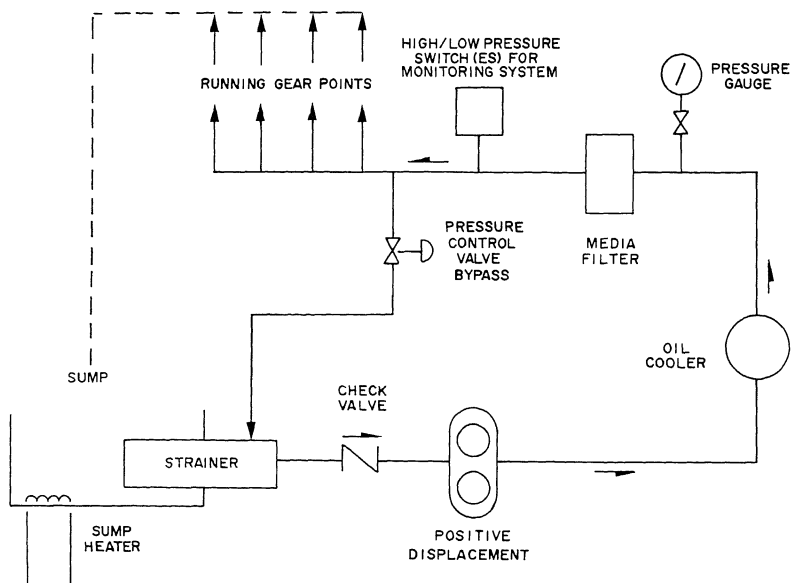 HIGH/LOW PRESSURE
SWITCH (ES) FOR
MONITORING SYSTEM
RUNNING GEAR POINTS
PRESSURE
GAUGE
PRESSURE
CONTROL
VALVE
BYPASS
MEDIA
FILTER
OIL
COOLER
SUMP
CHECK
VALVE
STRAINER
SUMP
HEATER
POSITIVE
DISPLACEMENT